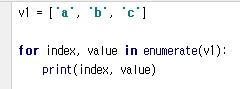 v1 = ['a', 'b', 'c']
for index, value in enumerate(v1):
    print(index, value)